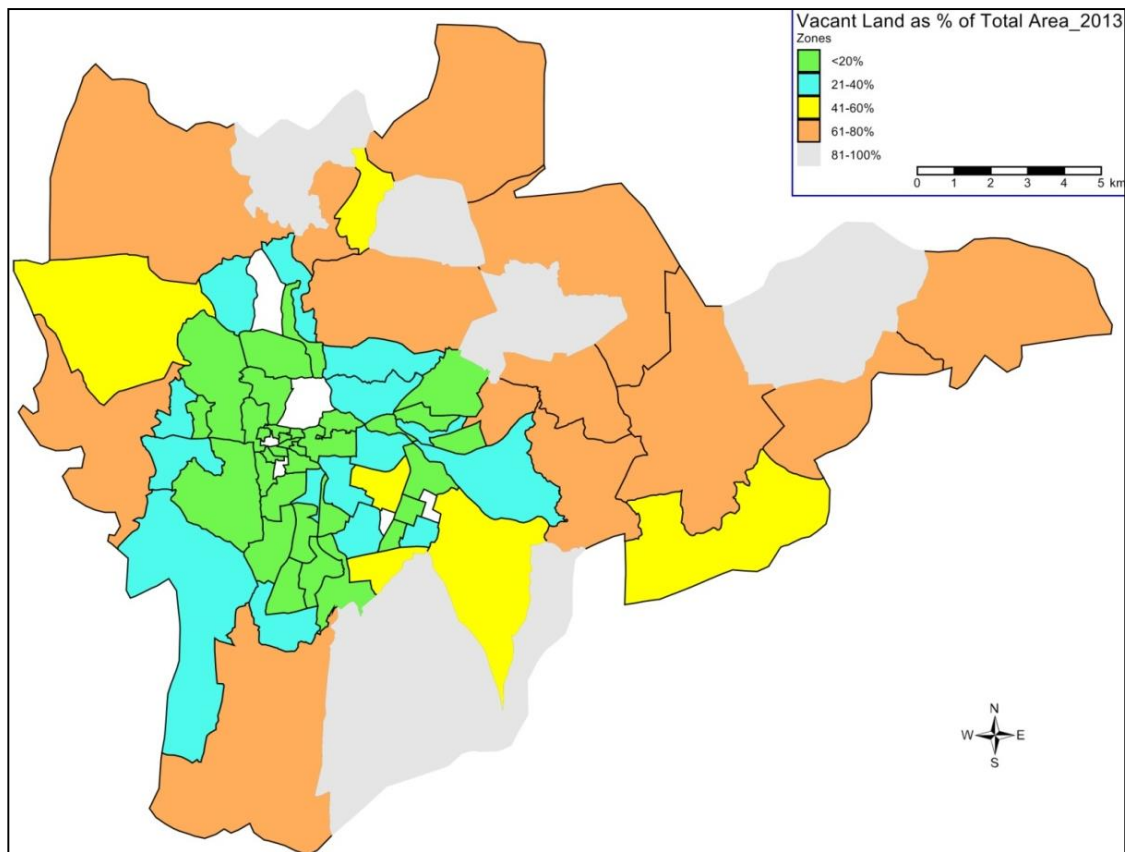 Vacant Land as % of Total Area_2013
Zones
<20%
21-40%
41-60%
61-80%
81-100%
0 1 2 3 4 5 km
N
W E
S